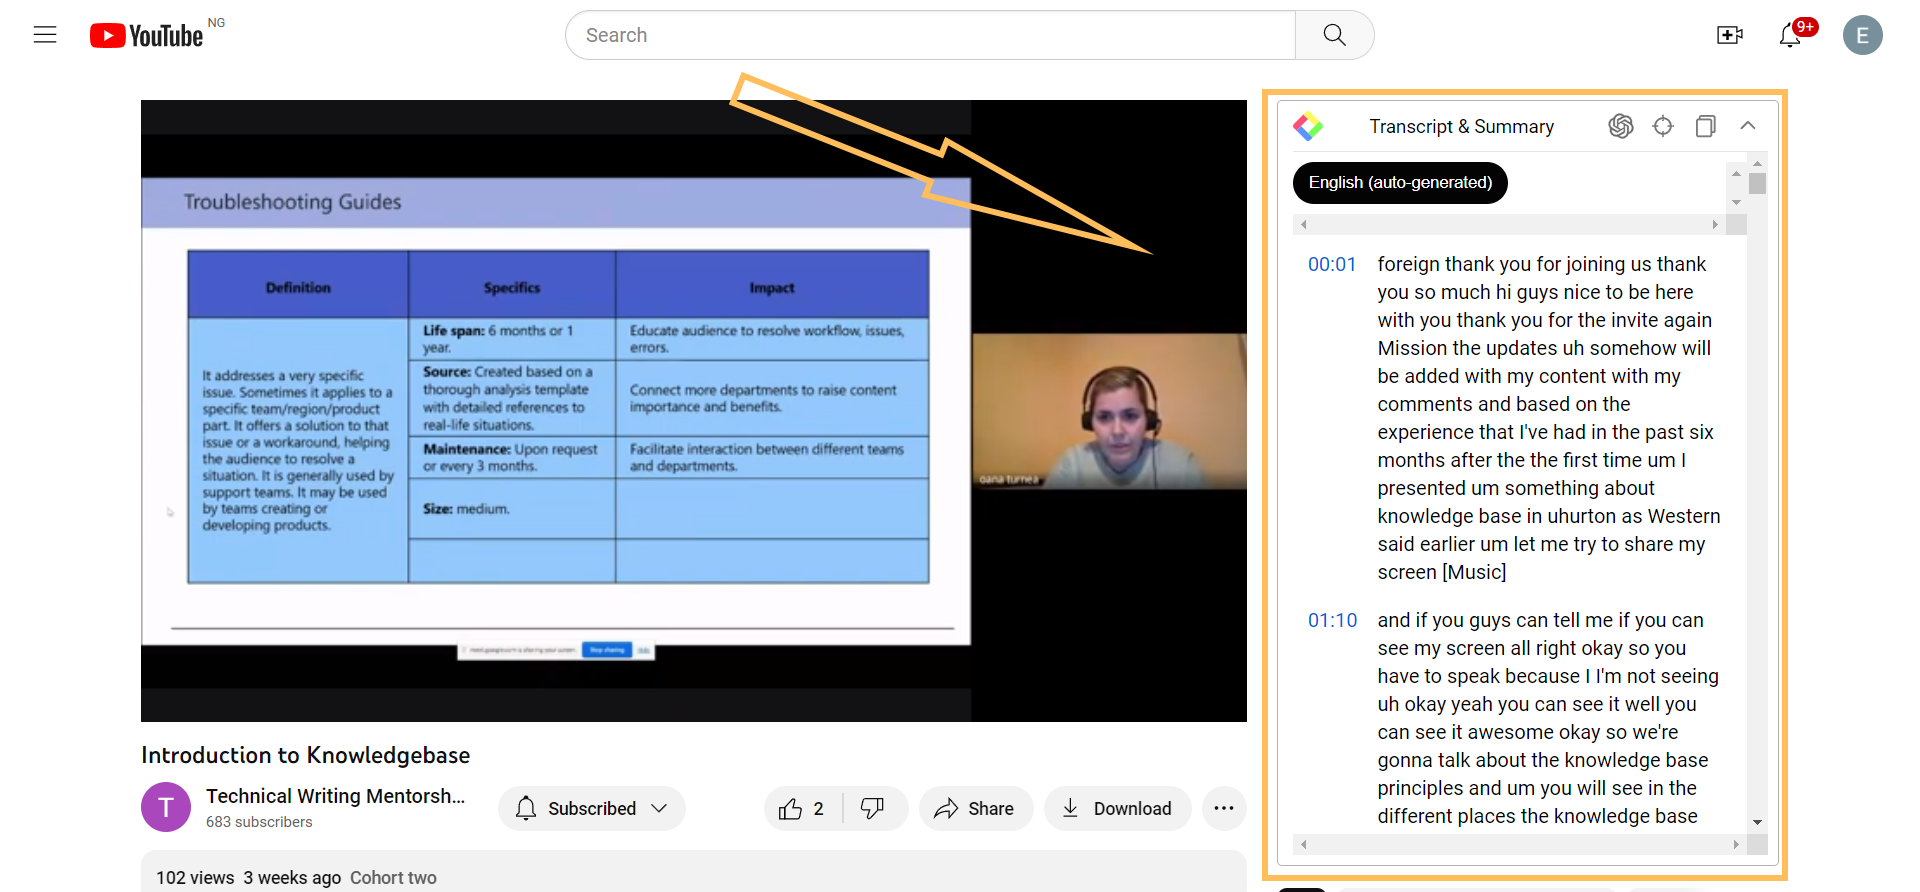 YouTube NG
Search
9+
E
Troubleshooting Guides
Definition
Specifics
Impact
It addresses a very specific
issue. Sometimes it applies to a
specific team/region/product
part. It offers a solution to that
issue or a workaround, helping
the audience to resolve a
situation. It is generally used by
support teams. It may be used
by teams creating or
developing products.
Life span: 6 months or 1
year.
Educate audience to resolve workflow, issues,
errors.
Source: Created based on a
thorough analysis template
with detailed references to
real-life situations.
Connect more departments to raise content
importance and benefits.
Maintenance: Upon request
or every 3 months.
Facilitate interaction between different teams
and departments.
Size: medium.
oana turnea
meet.google.com is sharing your screen.
Stop sharing
Hide
Introduction to Knowledgebase
T
Technical Writing Mentorsh...
683 subscribers
Subscribed
2
Share
Download
102 views 3 weeks ago Cohort two
Transcript & Summary
English (auto-generated)
00:01
foreign thank you for joining us thank
you so much hi guys nice to be here
with you thank you for the invite again
Mission the updates uh somehow will
be added with my content with my
comments and based on the
experience that I've had in the past six
months after the the first time um I
presented um something about
knowledge base in uhurton as Western
said earlier um let me try to share my
screen [Music]
01:10
and if you guys can tell me if you can
see my screen all right okay so you
have to speak because I I'm not seeing
uh okay yeah you can see it well you
can see it awesome okay so we're
gonna talk about the knowledge base
principles and um you will see in the
different places the knowledge base